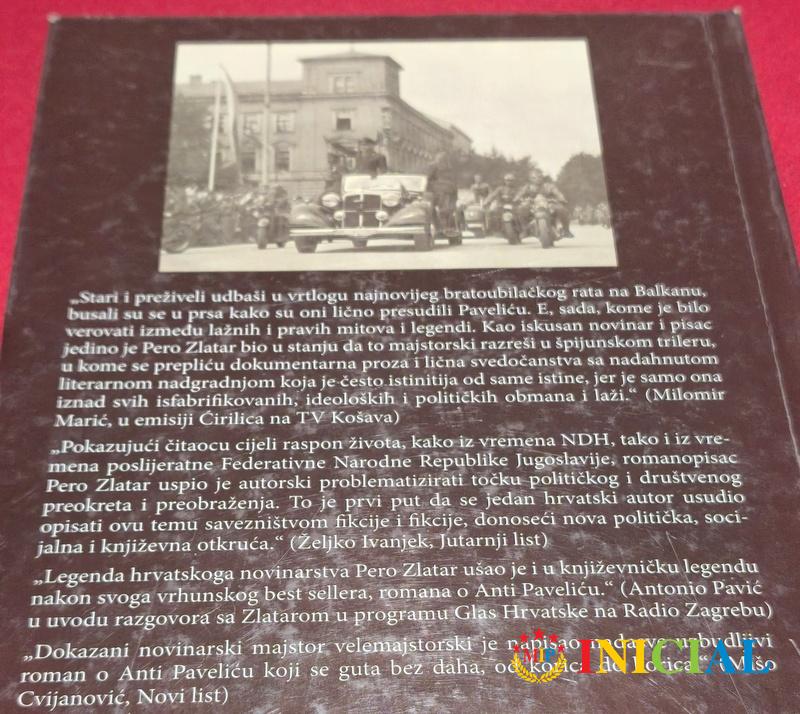 „Stari i preživeli udbaši u vrtlogu najnovijeg bratoubilačkog rata na Balkanu,
busali su se u prsa kako su oni lično presudili Paveliću. E, sada, kome je bilo
verovati između lažnih i pravih mitova i legendi. Kao iskusan novinar i pisac
jedino je Pero Zlatar bio u stanju da to majstorski razreši u špijunskom trileru,
u kome se prepliću dokumentarna proza i lična svedočanstva sa nadahnutom
literarnom nadgradnjom koja je često istinitija od same istine, jer je samo ona
iznad svih isfabrifikovanih, ideoloških i političkih obmana i laži.“ (Milomir
Marić, u emisiji Ćirilica na TV Košava)
„Pokazujući čitaocu cijeli raspon života, kako iz vremena NDH, tako i iz vre-
mena poslijeratne Federativne Narodne Republike Jugoslavije, romanopisac
Pero Zlatar uspio je autorski problematizirati točku političkog i društvenog
preokreta i preobraženja. To je prvi put da se jedan hrvatski autor usudio
opisati ovu temu savezništvom fikcije i fikcije, donoseći nova politička, soci-
jalna i književna otkruća.“ (Željko Ivanjek, Jutarnji list)
„Legenda hrvatskoga novinarstva Pero Zlatar ušao je i u književničku legendu
nakon svoga vrhunskog best sellera, romana o Anti Paveliću.“ (Antonio Pavić
u uvodu razgovora sa Zlatarom u programu Glas Hrvatske na Radio Zagrebu)
„Dokazani novinarski majstor velemajstorski je napisao
roman o Anti Paveliću koji se guta bez daha, od korica do korica.“ Mišo
Cvijanović, Novi list)
INICIAL